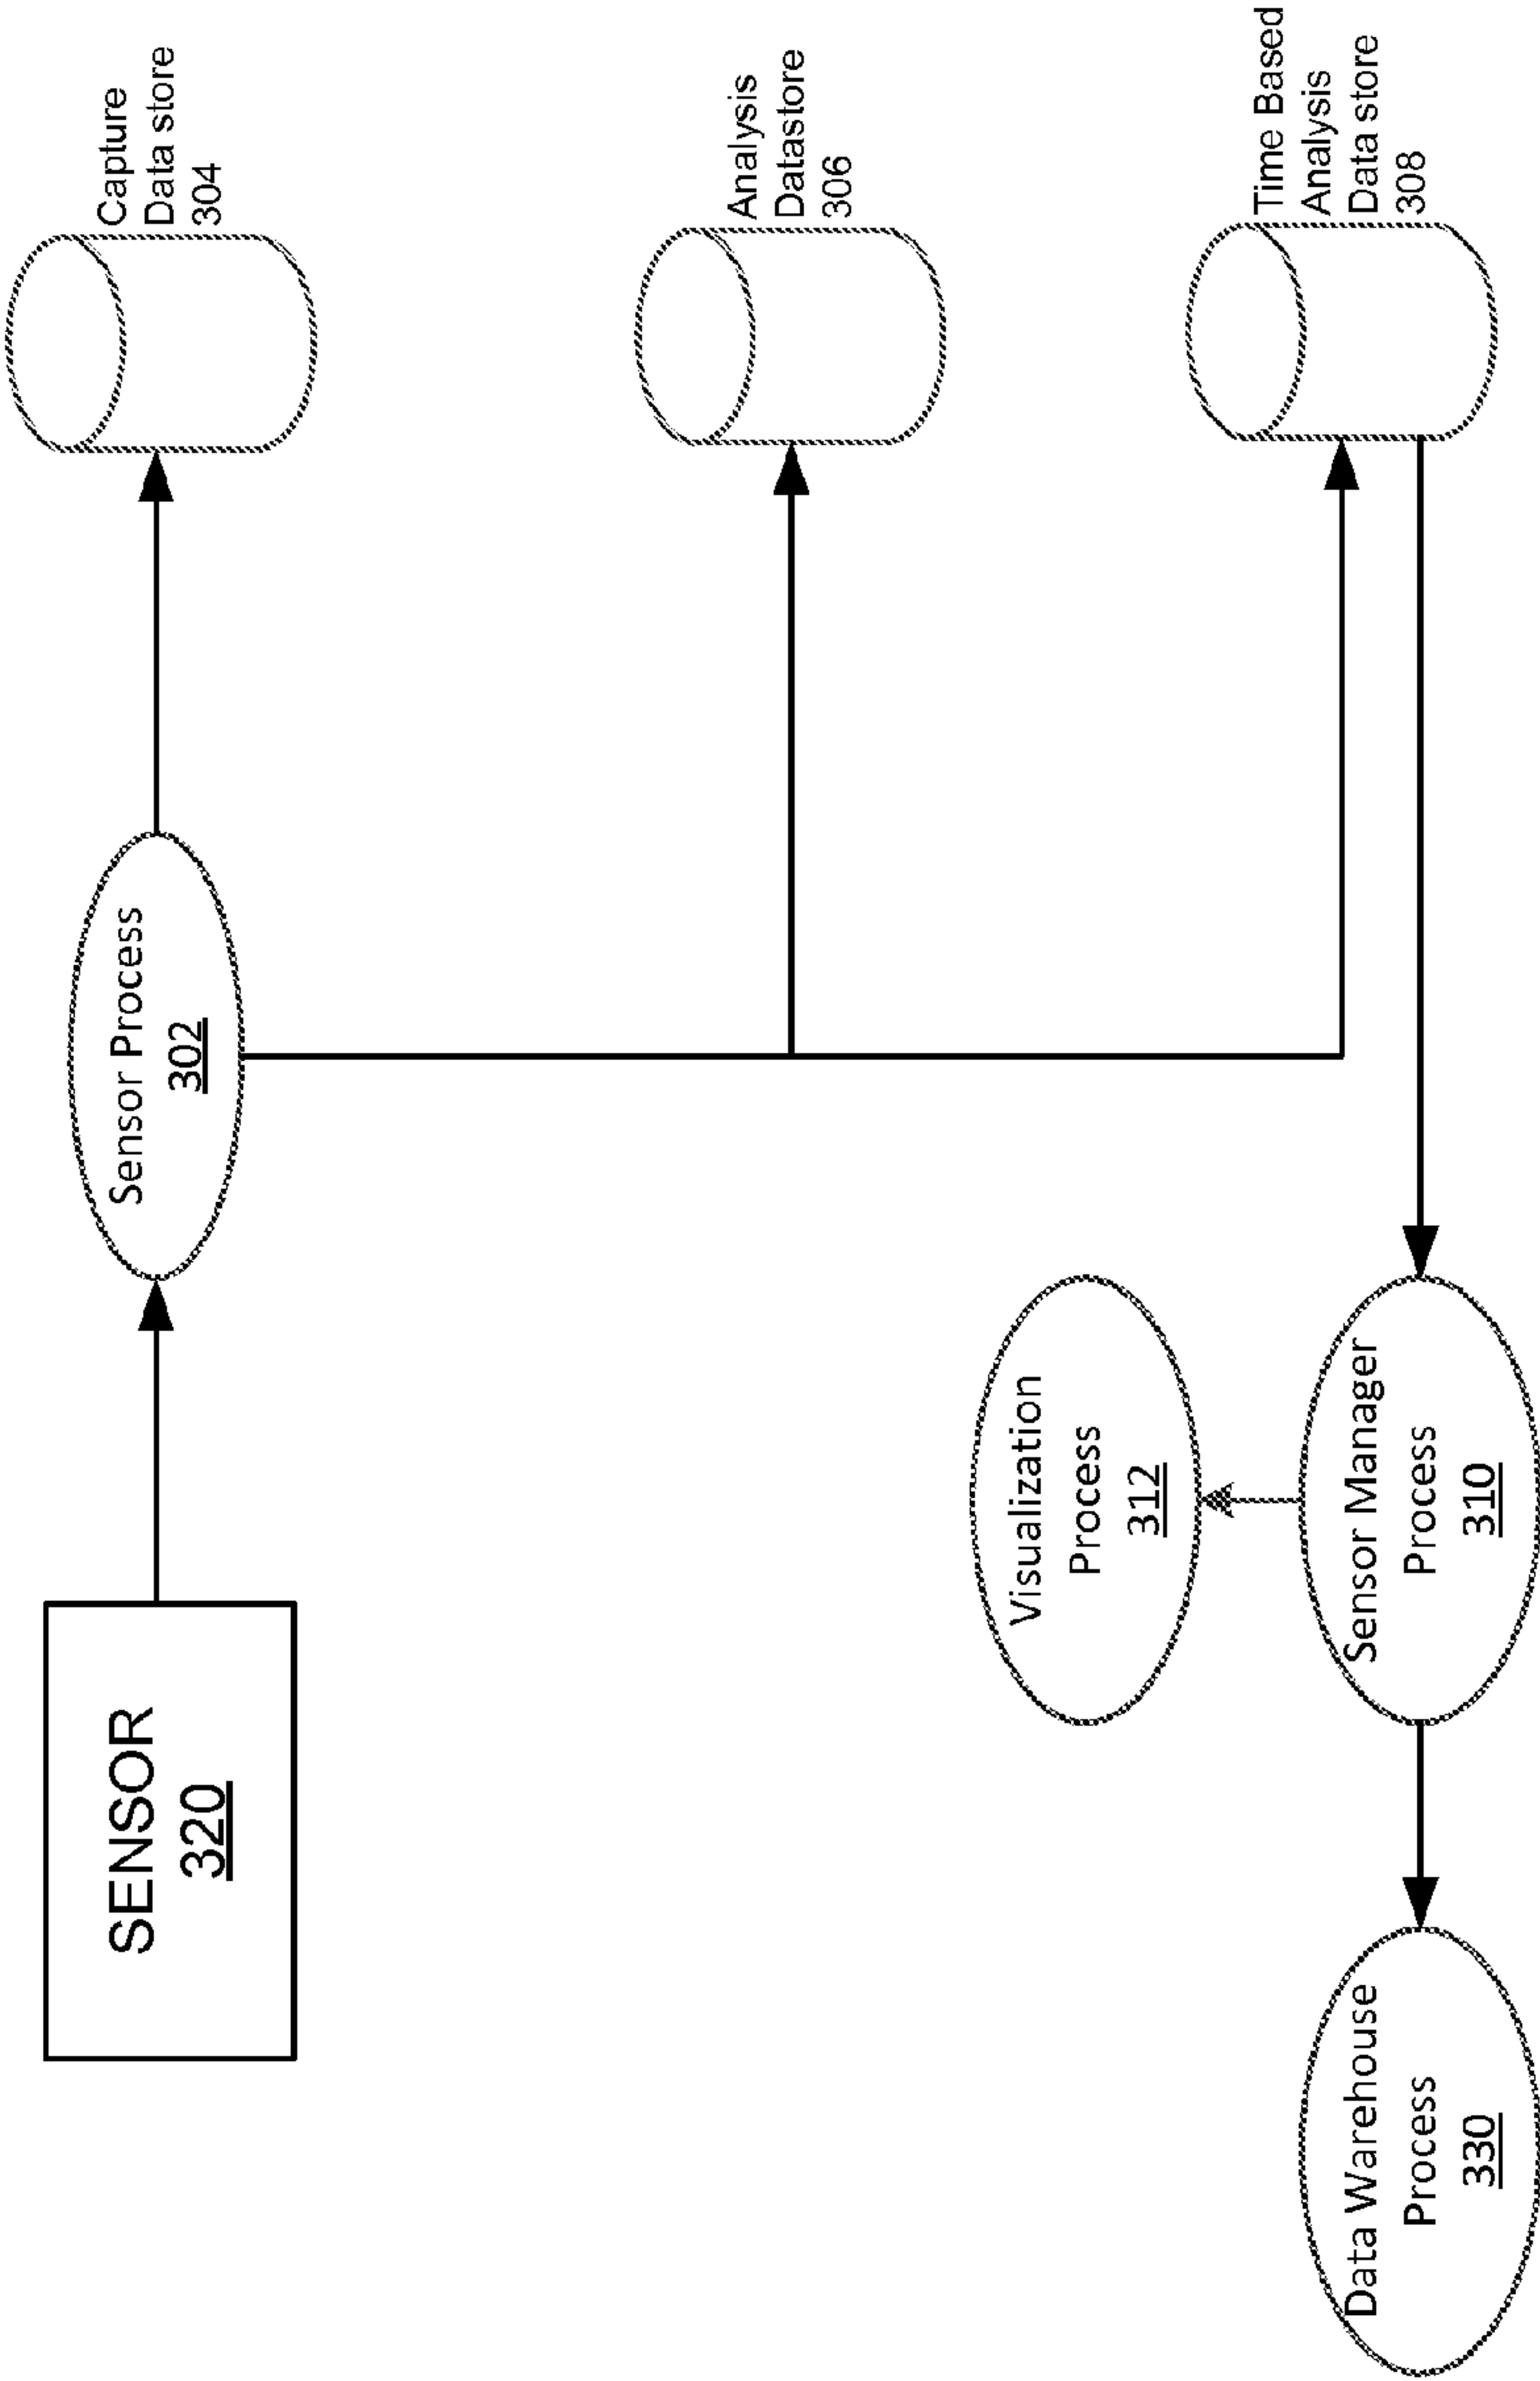 SENSOR
320
Sensor Process
302
Capture
Data store
304
Analysis
Datastore
306
Time Based
Analysis
Data store
308
Visualization
Process
312
Sensor Manager
Process
310
Data Warehouse
Process
330